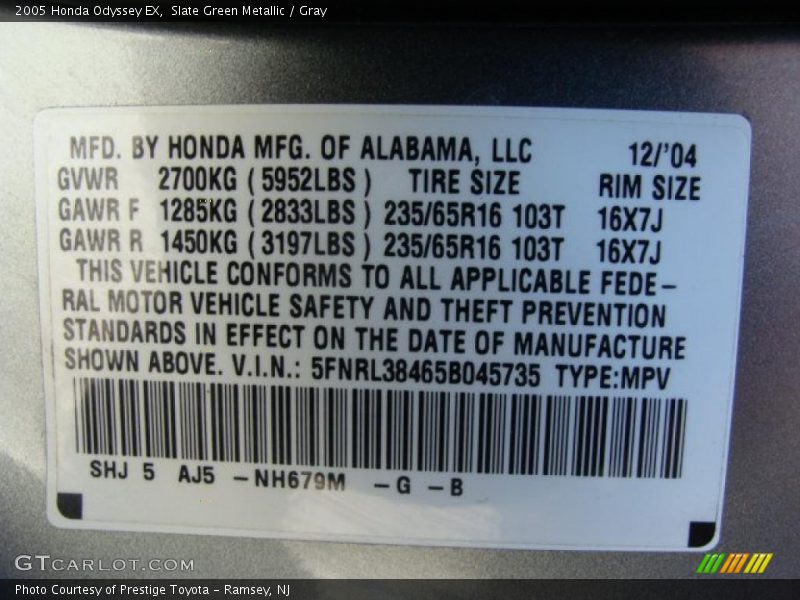 2005 Honda Odyssey EX, Slate Green Metallic / Gray
MFD. BY HONDA MFG. OF ALABAMA, LLC 12/'04
GVWR 2700KG (5952LBS) TIRE SIZE RIM SIZE
GAWR F 1285KG (2833LBS) 235/65R16 103T 16X7J
GAWR R 1450KG (3197LBS) 235/65R16 103T 16X7J
THIS VEHICLE CONFORMS TO ALL APPLICABLE FEDE-
RAL MOTOR VEHICLE SAFETY AND THEFT PREVENTION
STANDARDS IN EFFECT ON THE DATE OF MANUFACTURE
SHOWN ABOVE. V.I.N.: 5FNRL38465B045735 TYPE:MPV
SHJ 5 AJ5 -NH679M -G -B
GTCARLOT.COM
Photo Courtesy of Prestige Toyota - Ramsey, NJ